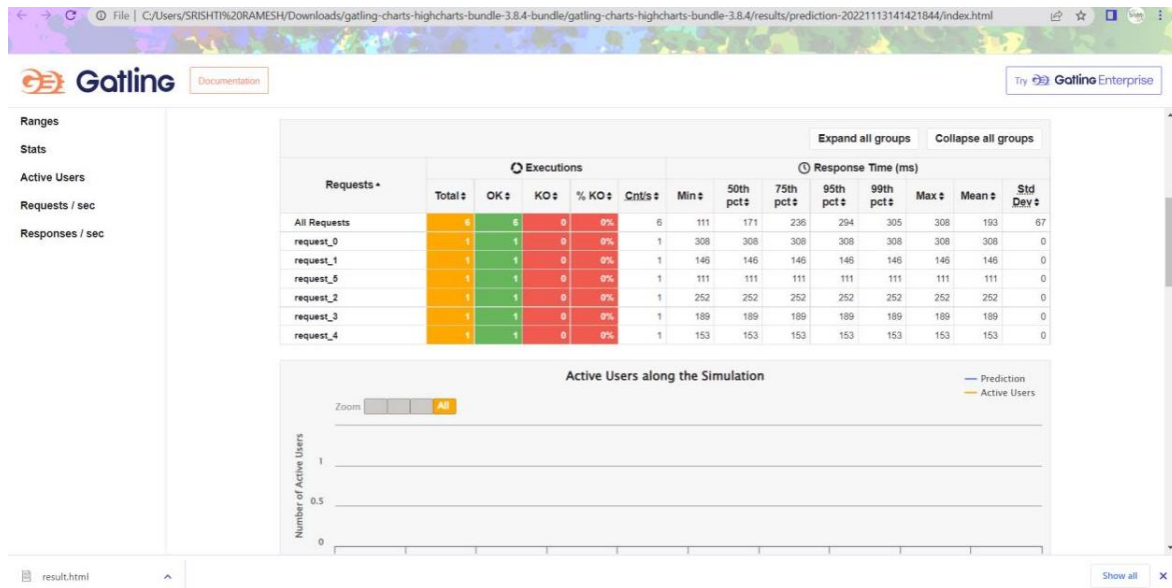 File | C:/Users/SRISHTI%20RAMESH/Downloads/gatling-charts-highcharts-bundle-3.8.4-bundle/gatling-charts-highcharts-bundle-3.8.4/results/prediction-20221113141421844/index.html
Gatling Documentation Try Gatling Enterprise
Ranges
Stats
Active Users
Requests / sec
Responses / sec
Expand all groups Collapse all groups
Requests Executions Response Time (ms)
Total OK KO % KO Cnt/s Min 50th pct 75th pct 95th pct 99th pct Max Mean Std Dev
All Requests 6 6 0 0% 6 111 171 236 294 305 308 193 67
request_0 1 1 0 0% 1 308 308 308 308 308 308 308 0
request_1 1 1 0 0% 1 146 146 146 146 146 146 146 0
request_5 1 1 0 0% 1 111 111 111 111 111 111 111 0
request_2 1 1 0 0% 1 252 252 252 252 252 252 252 0
request_3 1 1 0 0% 1 189 189 189 189 189 189 189 0
request_4 1 1 0 0% 1 153 153 153 153 153 153 153 0
Active Users along the Simulation
Prediction
Active Users
Zoom All
Number of Active Users
1
0.5
0
result.html Show all